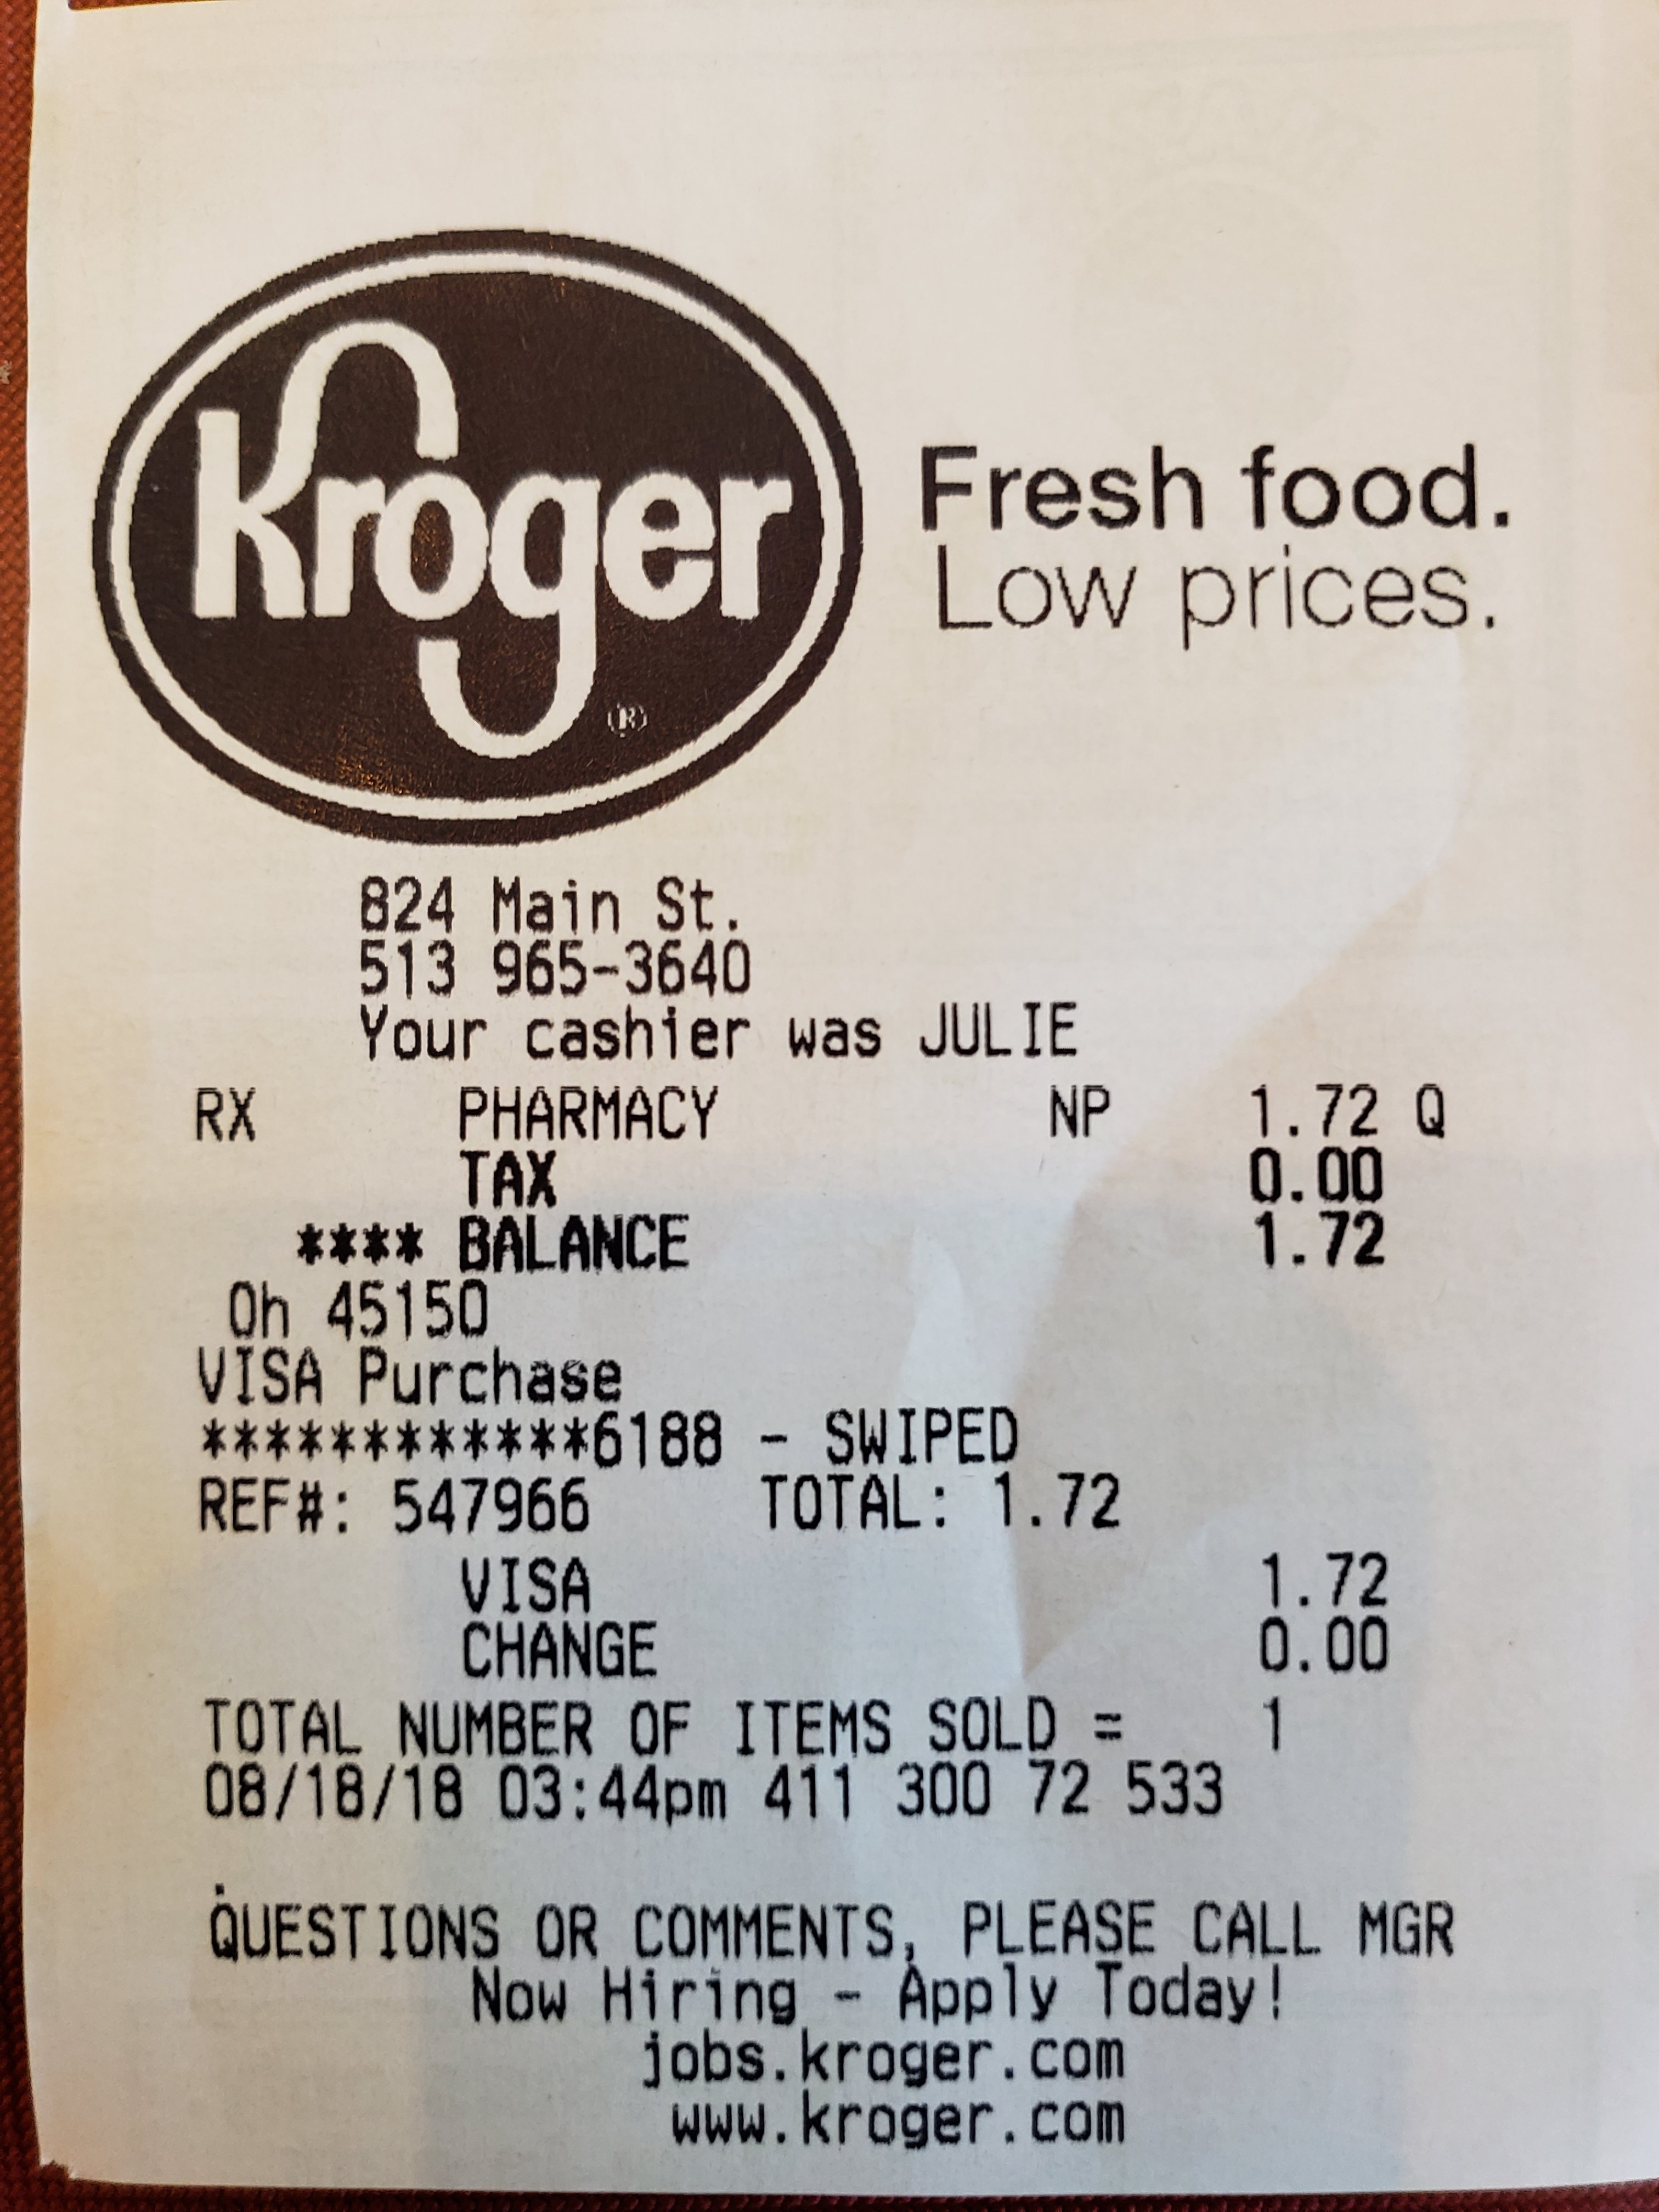 Kroger ®
Fresh food.
Low prices.
824 Main St.
513 965-3640
Your cashier was JULIE
RX PHARMACY NP 1.72 Q
TAX 0.00
**** BALANCE 1.72
Oh 45150
VISA Purchase
************6188 - SWIPED
REF#: 547966 TOTAL: 1.72
VISA 1.72
CHANGE 0.00
TOTAL NUMBER OF ITEMS SOLD = 1
08/18/18 03:44pm 411 300 72 533
.
QUESTIONS OR COMMENTS, PLEASE CALL MGR
Now Hiring - Apply Today!
jobs.kroger.com
www.kroger.com